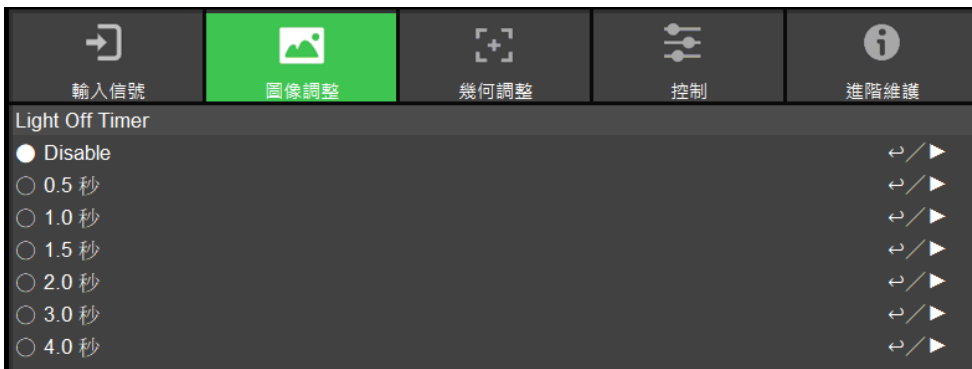 輸入信號 圖像調整 幾何調整 控制 進階維護
Light Off Timer
Disable
0.5 秒
1.0 秒
1.5 秒
2.0 秒
3.0 秒
4.0 秒